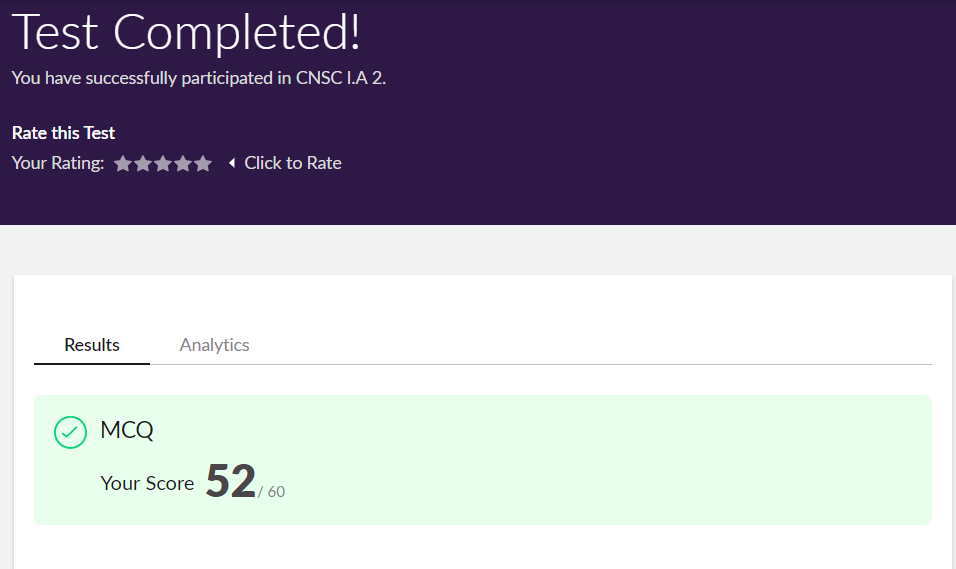 Test Completed!
You have successfully participated in CNSC I.A 2.
Rate this Test
Your Rating: Click to Rate
Results Analytics
MCQ
Your Score 52 / 60